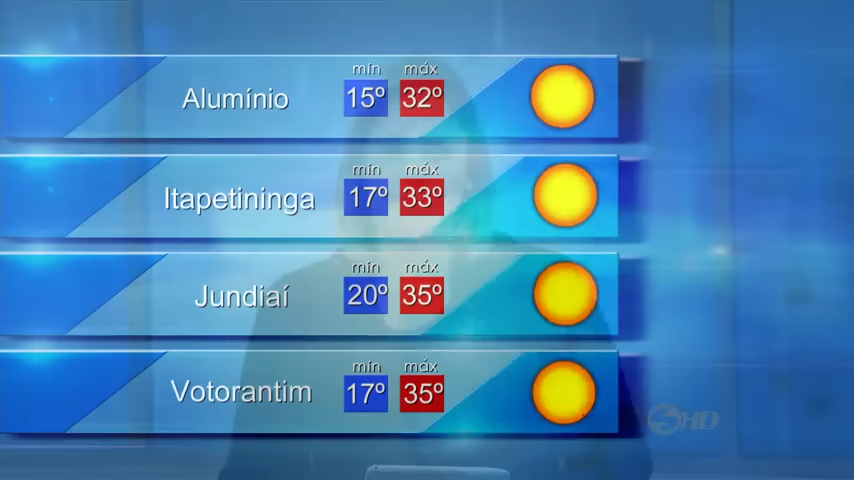 mín máx
Alumínio 15º 32º
mín máx
Itapetininga 17º 33º
mín máx
Jundiaí 20º 35º
mín máx
Votorantim 17º 35º
HD